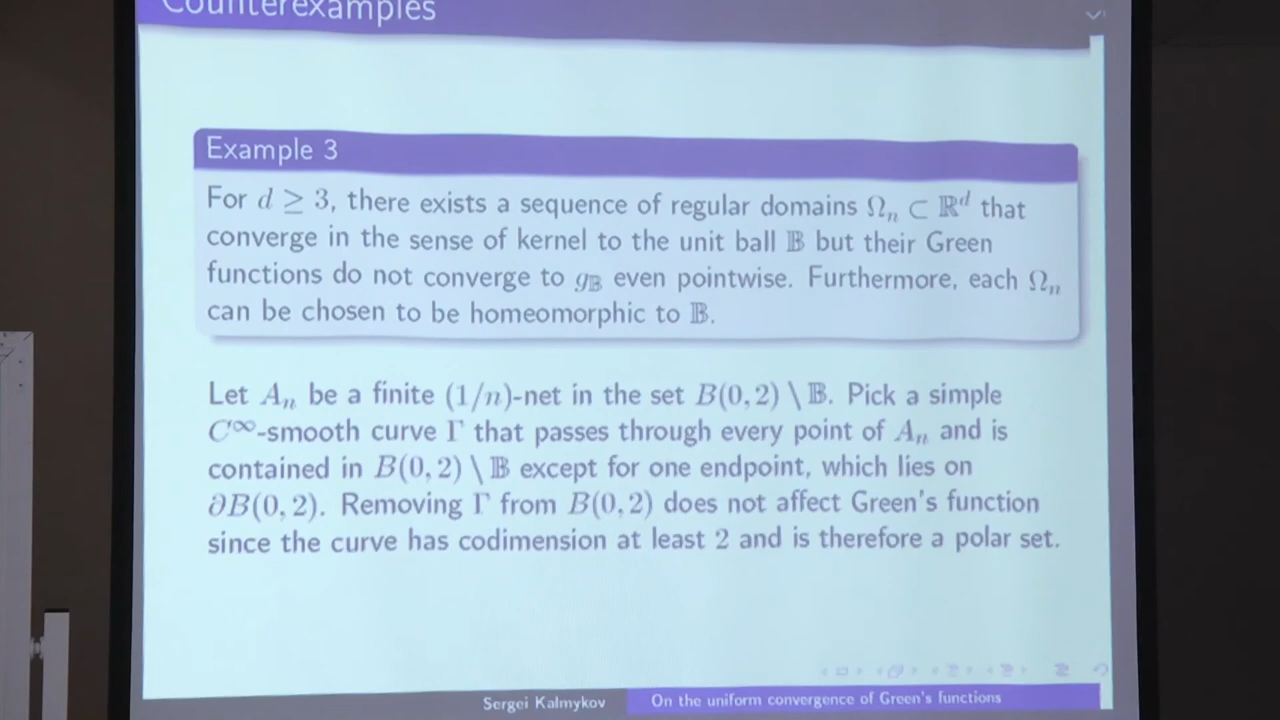 Counterexamples
Example 3
For d ≥ 3, there exists a sequence of regular domains Ωₙ ⊂ ℝᵈ that
converge in the sense of kernel to the unit ball 𝔹 but their Green
functions do not converge to g_𝔹 even pointwise. Furthermore, each Ωₙ
can be chosen to be homeomorphic to 𝔹.
Let Aₙ be a finite (1/n)-net in the set B(0, 2) \ 𝔹. Pick a simple
C^∞-smooth curve Γ that passes through every point of Aₙ and is
contained in B(0, 2) \ 𝔹 except for one endpoint, which lies on
∂B(0, 2). Removing Γ from B(0, 2) does not affect Green's function
since the curve has codimension at least 2 and is therefore a polar set.
Sergei Kalmykov
On the uniform convergence of Green's functions